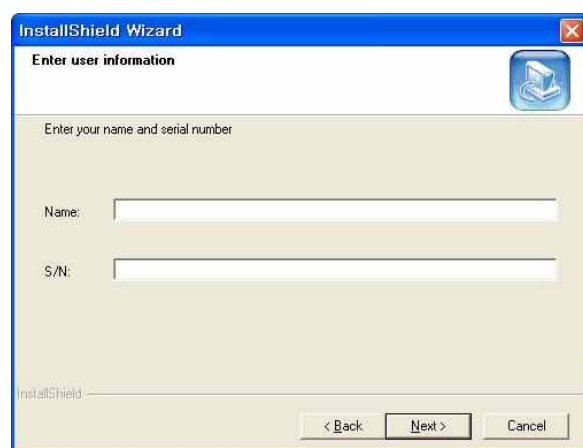 InstallShield Wizard
Enter user information
Enter your name and serial number
Name:
S/N:
InstallShield
< Back
Next >
Cancel